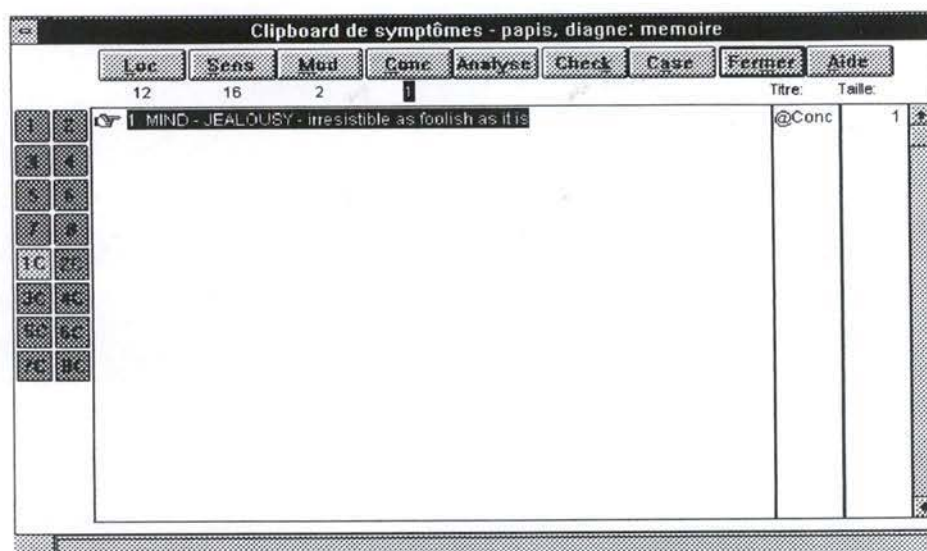 Clipboard de symptômes - papis, diagne: memoire
Loc Sens Mod Conc Analyse Check Case Fermer Aide
12 16 2 1 Titre: Taille:
1 2 1 MIND - JEALOUSY - irresistible as foolish as it is @Conc 1
3 4
5 6
7 8
1C 2C
3C 4C
5C 6C
7C 8C